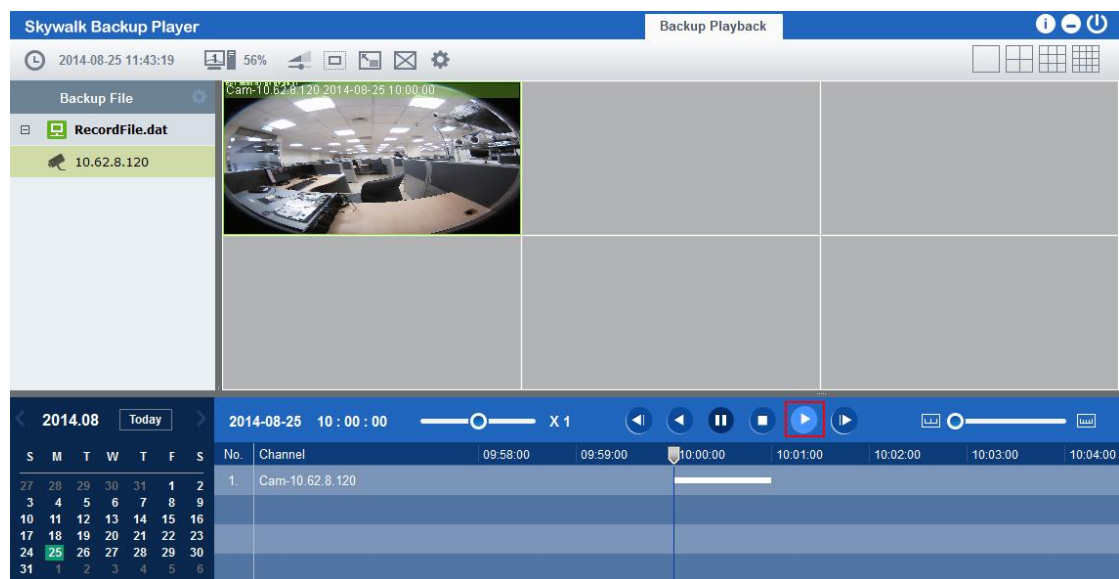 Skywalk Backup Player
Backup Playback
2014-08-25 11:43:19
1
56%
Backup File
RecordFile.dat
10.62.8.120
Cam-10.62.8.120 2014-08-25 10:00:00
2014.08
Today
2014-08-25 10 : 00 : 00
X 1
S M T W T F S
27 28 29 30 31 1 2
3 4 5 6 7 8 9
10 11 12 13 14 15 16
17 18 19 20 21 22 23
24 25 26 27 28 29 30
31 1 2 3 4 5 6
No. Channel 09:58:00 09:59:00 10:00:00 10:01:00 10:02:00 10:03:00 10:04:00
1. Cam-10.62.8.120